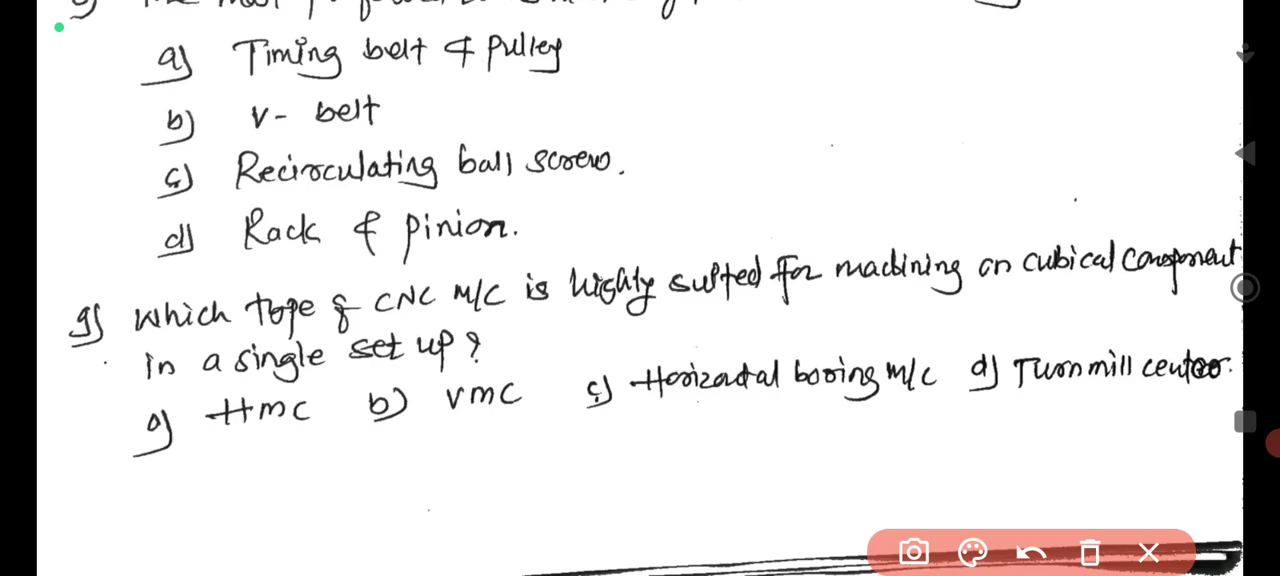 a) Timing belt & pulley
b) V- belt
c) Recirculating ball screw.
d) Rack & pinion.
9) Which type of CNC M/C is highly suited for machining on cubical component
in a single set up?
a) HMC b) VMC c) Horizontal boring m/c d) Turn mill center.